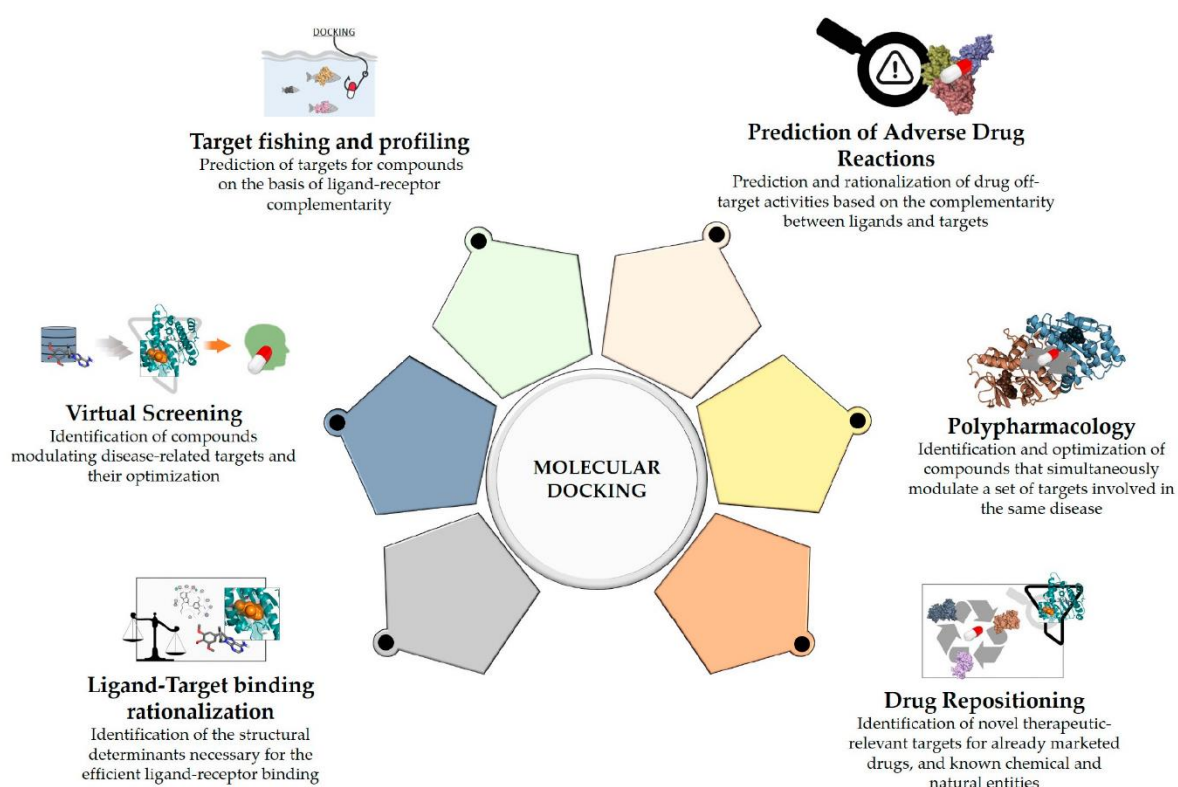 DOCKING
Target fishing and profiling
Prediction of targets for compounds
on the basis of ligand-receptor
complementarity
Prediction of Adverse Drug
Reactions
Prediction and rationalization of drug off-
target activities based on the complementarity
between ligands and targets
Virtual Screening
Identification of compounds
modulating disease-related targets and
their optimization
MOLECULAR
DOCKING
Polypharmacology
Identification and optimization of
compounds that simultaneously
modulate a set of targets involved in
the same disease
Ligand-Target binding
rationalization
Identification of the structural
determinants necessary for the
efficient ligand-receptor binding
Drug Repositioning
Identification of novel therapeutic-
relevant targets for already marketed
drugs, and known chemical and
natural entities